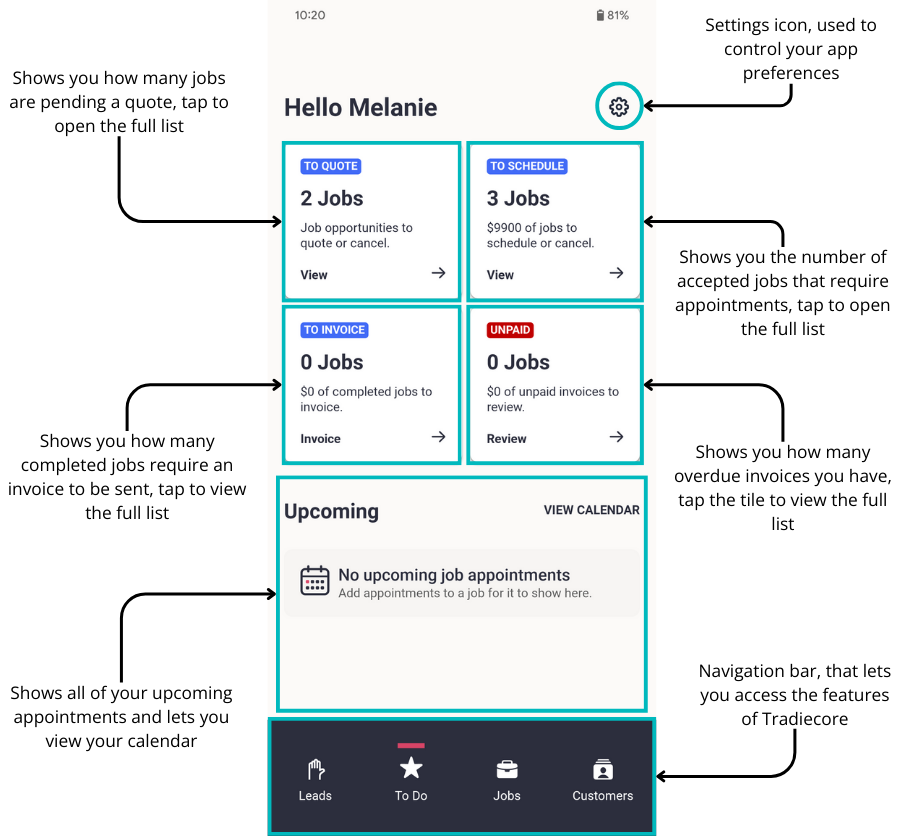 10:20
81%
Settings icon, used to
control your app
preferences
Shows you how many jobs
are pending a quote, tap to
open the full list
Hello Melanie
TO QUOTE
2 Jobs
Job opportunities to
quote or cancel.
View
TO SCHEDULE
3 Jobs
$9900 of jobs to
schedule or cancel.
View
Shows you the number of
accepted jobs that require
appointments, tap to open
the full list
TO INVOICE
0 Jobs
$0 of completed jobs to
invoice.
Invoice
UNPAID
0 Jobs
$0 of unpaid invoices to
review.
Review
Shows you how many
completed jobs require an
invoice to be sent, tap to view
the full list
Shows you how many
overdue invoices you have,
tap the tile to view the full
list
Upcoming
VIEW CALENDAR
No upcoming job appointments
Add appointments to a job for it to show here.
Shows all of your upcoming
appointments and lets you
view your calendar
Navigation bar, that lets
you access the features
of Tradiecore
Leads
To Do
Jobs
Customers